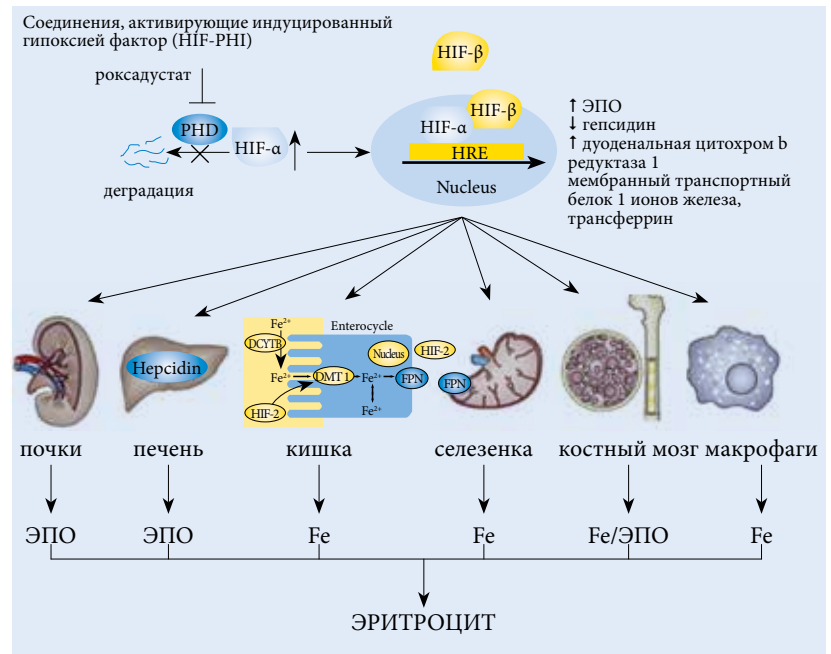 Соединения, активирующие индуцированный
гипоксией фактор (HIF-PHI)
роксадустат
PHD
HIF-α
деградация
HIF-β
HIF-β
HIF-α
HRE
Nucleus
↑ ЭПО
↓ гепсидин
↑ дуоденальная цитохром b
редуктаза 1
мембранный транспортный
белок 1 ионов железа,
трансферрин
Hepcidin
Fe²⁺
Enterocycle
DCYTB
Nucleus
HIF-2
Fe²⁺
DMT 1
Fe²⁺
FPN
FPN
HIF-2
Fe²⁺
почки
печень
кишка
селезенка
костный мозг
макрофаги
ЭПО
ЭПО
Fe
Fe
Fe/ЭПО
Fe
ЭРИТРОЦИТ